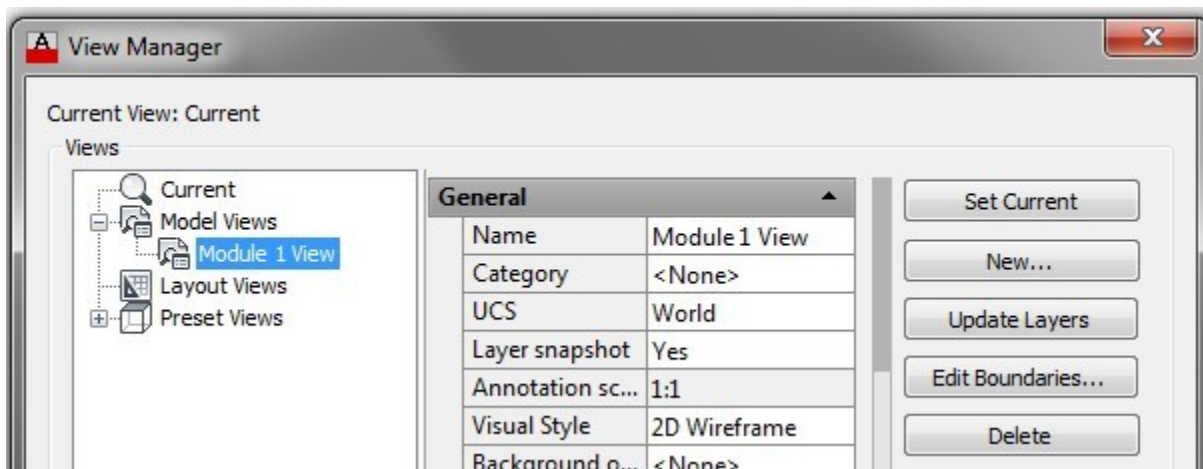 View Manager
Current View: Current
Views
Current
Model Views
Module 1 View
Layout Views
Preset Views
General
Name Module 1 View
Category <None>
UCS World
Layer snapshot Yes
Annotation sc... 1:1
Visual Style 2D Wireframe
Background o... <None>
Set Current
New...
Update Layers
Edit Boundaries...
Delete